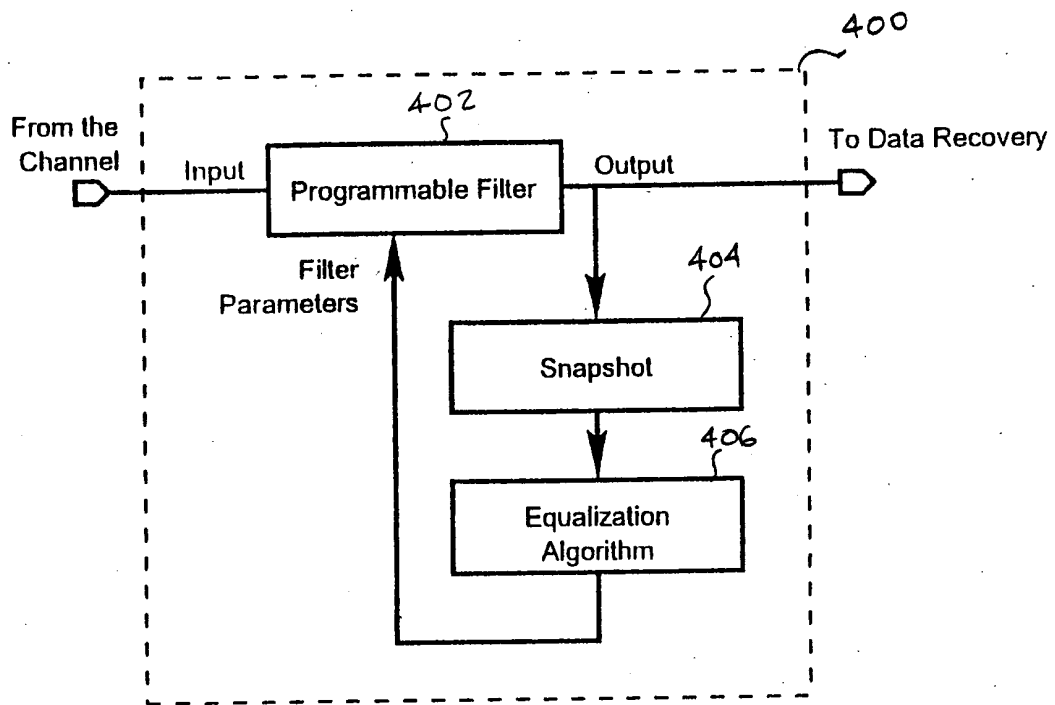 400
402
From the
Channel
Input
Programmable Filter
Output
To Data Recovery
Filter
Parameters
404
Snapshot
406
Equalization
Algorithm